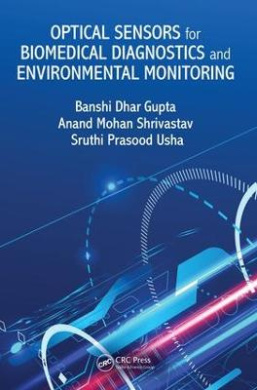 OPTICAL SENSORS for
BIOMEDICAL DIAGNOSTICS and
ENVIRONMENTAL MONITORING
Banshi Dhar Gupta
Anand Mohan Shrivastav
Sruthi Prasood Usha
CRC Press